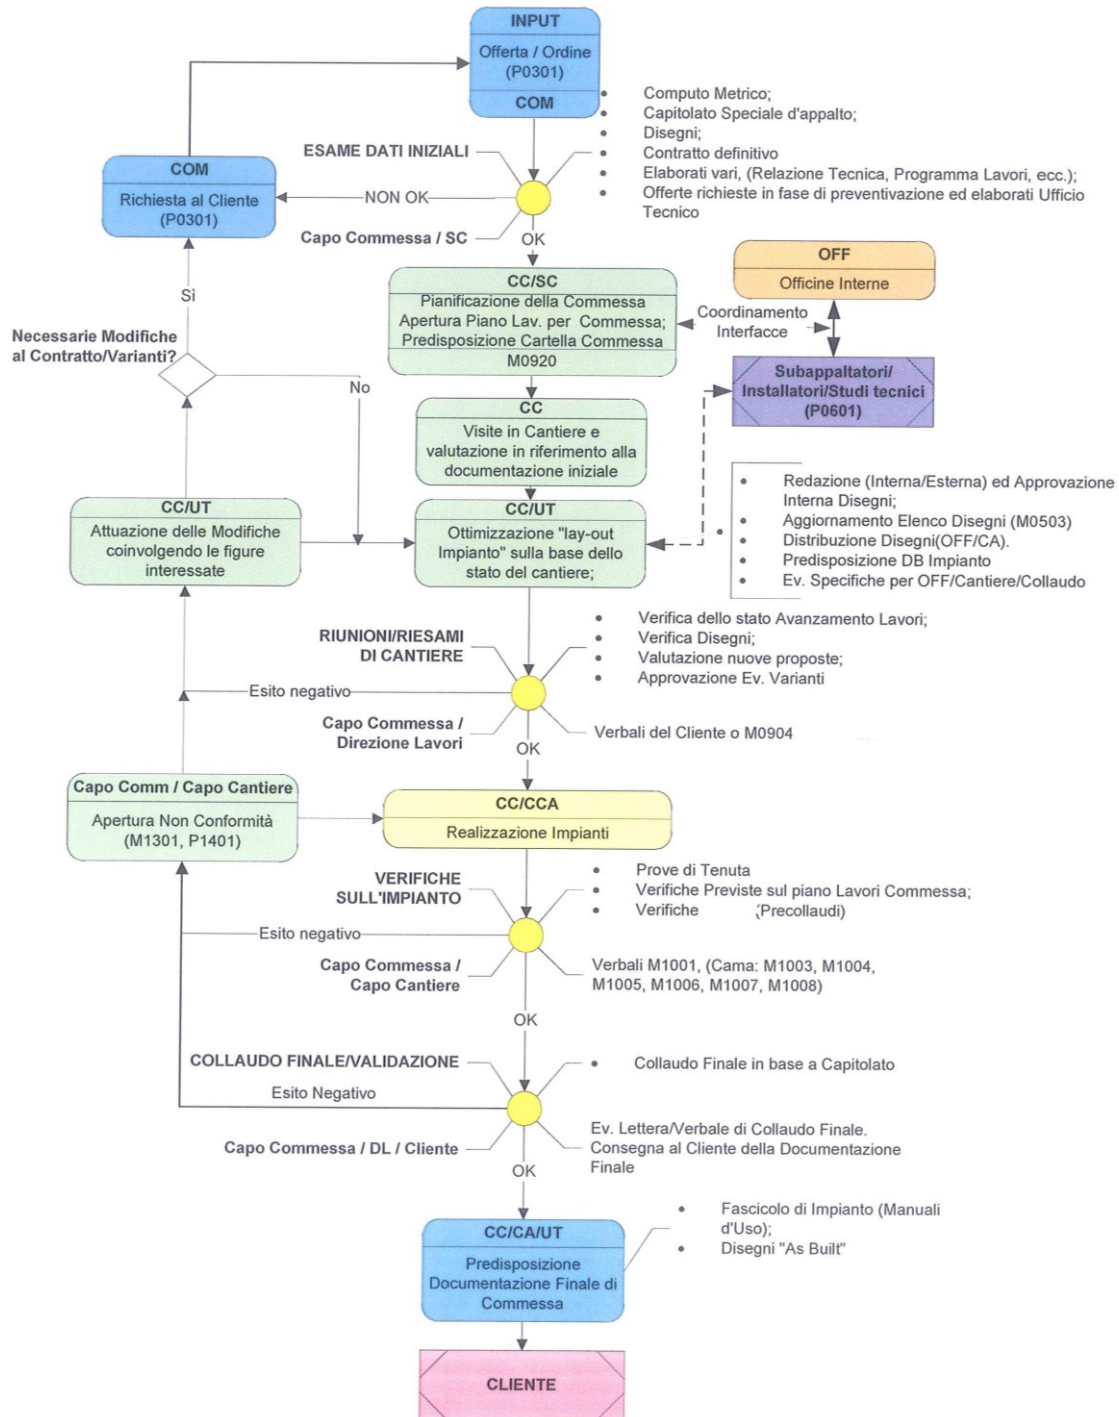 INPUT
Offerta / Ordine
(P0301)
COM
• Computo Metrico;
• Capitolato Speciale d'appalto;
• Disegni;
• Contratto definitivo
• Elaborati vari, (Relazione Tecnica, Programma Lavori, ecc.);
• Offerte richieste in fase di preventivazione ed elaborati Ufficio
Tecnico
ESAME DATI INIZIALI
COM
Richiesta al Cliente
(P0301)
NON OK
Capo Commessa / SC
OK
CC/SC
Pianificazione della Commessa
Apertura Piano Lav. per Commessa;
Predisposizione Cartella Commessa
M0920
OFF
Officine Interne
Coordinamento
Interfacce
Subappaltatori/
Installatori/Studi tecnici
(P0601)
Sì
Necessarie Modifiche
al Contratto/Varianti?
No
CC
Visite in Cantiere e
valutazione in riferimento alla
documentazione iniziale
CC/UT
Attuazione delle Modifiche
coinvolgendo le figure
interessate
CC/UT
Ottimizzazione "lay-out
Impianto" sulla base dello
stato del cantiere;
• Redazione (Interna/Esterna) ed Approvazione
Interna Disegni;
• Aggiornamento Elenco Disegni (M0503)
• Distribuzione Disegni(OFF/CA).
• Predisposizione DB Impianto
• Ev. Specifiche per OFF/Cantiere/Collaudo
RIUNIONI/RIESAMI
DI CANTIERE
• Verifica dello stato Avanzamento Lavori;
• Verifica Disegni;
• Valutazione nuove proposte;
• Approvazione Ev. Varianti
Esito negativo
Capo Commessa /
Direzione Lavori
Verbali del Cliente o M0904
OK
Capo Comm / Capo Cantiere
Apertura Non Conformità
(M1301, P1401)
CC/CCA
Realizzazione Impianti
VERIFICHE
SULL'IMPIANTO
• Prove di Tenuta
• Verifiche Previste sul piano Lavori Commessa;
• Verifiche (Precollaudi)
Esito negativo
Capo Commessa /
Capo Cantiere
Verbali M1001, (Cama: M1003, M1004,
M1005, M1006, M1007, M1008)
OK
COLLAUDO FINALE/VALIDAZIONE
• Collaudo Finale in base a Capitolato
Esito Negativo
Capo Commessa / DL / Cliente
Ev. Lettera/Verbale di Collaudo Finale.
Consegna al Cliente della Documentazione
Finale
OK
CC/CA/UT
Predisposizione
Documentazione Finale di
Commessa
• Fascicolo di Impianto (Manuali
d'Uso);
• Disegni "As Built"
CLIENTE